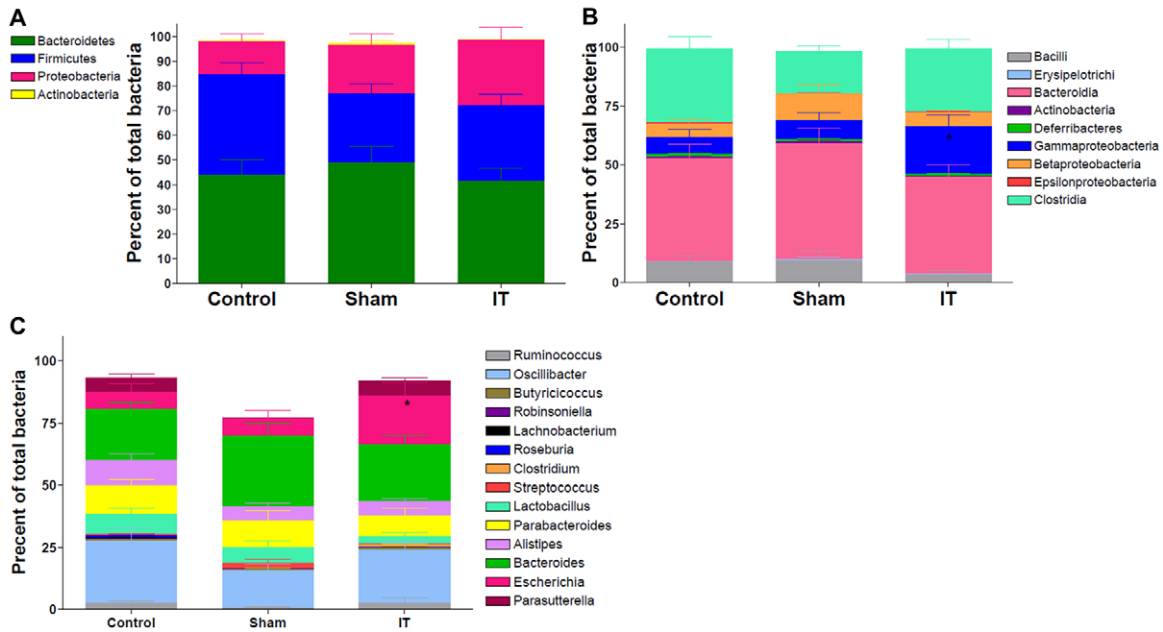 A
Bacteroidetes
Firmicutes
Proteobacteria
Actinobacteria
Percent of total bacteria
100
90
80
70
60
50
40
30
20
10
0
Control Sham IT
B
Precent of total bacteria
100
75
50
25
0
Control Sham IT
*
Bacilli
Erysipelotrichi
Bacteroidia
Actinobacteria
Deferribacteres
Gammaproteobacteria
Betaproteobacteria
Epsilonproteobacteria
Clostridia
C
Precent of total bacteria
100
75
50
25
0
Control Sham IT
*
Ruminococcus
Oscillibacter
Butyricicoccus
Robinsoniella
Lachnobacterium
Roseburia
Clostridium
Streptococcus
Lactobacillus
Parabacteroides
Alistipes
Bacteroides
Escherichia
Parasutterella